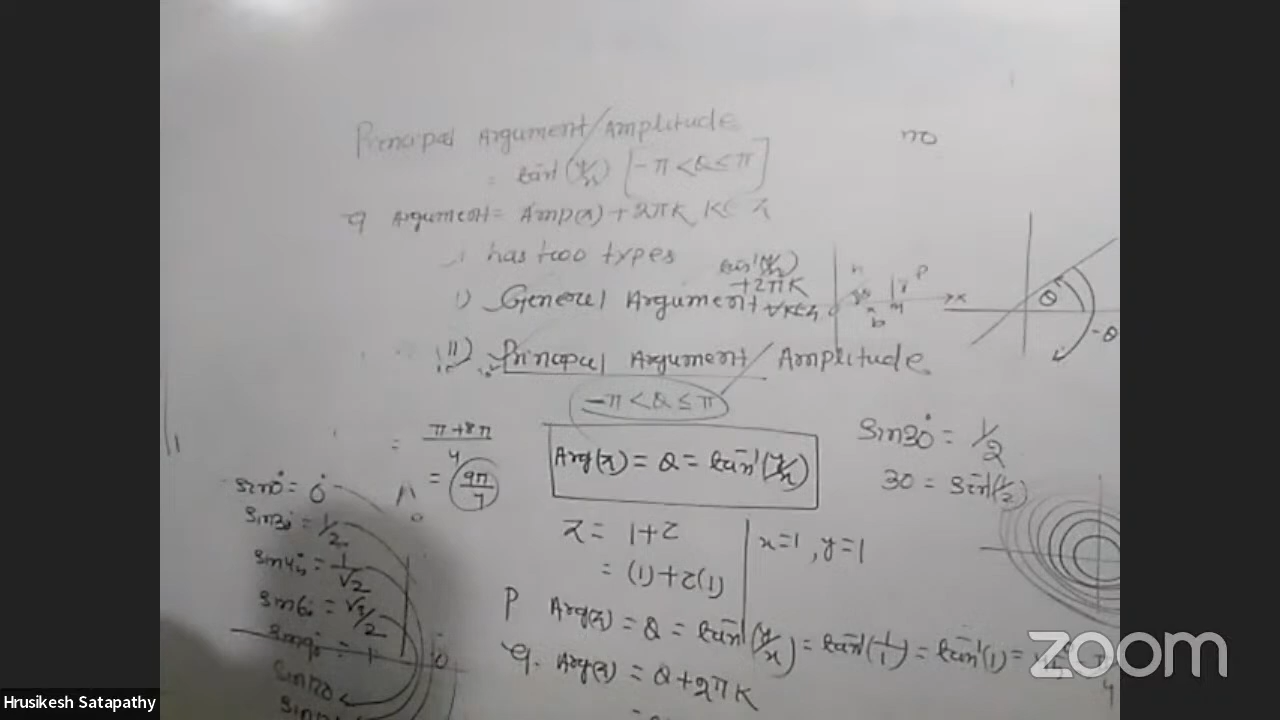 Principal Argument/Amplitude
no
= tan⁻¹(y/x) [-π < θ ≤ π]
G Argument = Amp(z) + 2πK K ∈ Z
has two types
tan⁻¹(y/x)
+2πK
i) General Argument ∀K∈Z
P
x
M
θ
-θ
ii) Principal Argument/Amplitude
-π < θ ≤ π
= π+8π/4
= 9π/4
Arg(z) = θ = tan⁻¹(y/x)
sin30° = 1/2
30 = sin⁻¹(1/2)
sin0° = 0
sin30 = 1/2
sin45 = 1/√2
sin60 = √3/2
sin90 = 1
sin120
z = 1+i
x=1, y=1
= (1)+i(1)
P Arg(z) = θ = tan⁻¹(y/x) = tan⁻¹(1/1) = tan⁻¹(1) =
G. Arg(z) = θ+2πK
zoom
Hrusikesh Satapathy